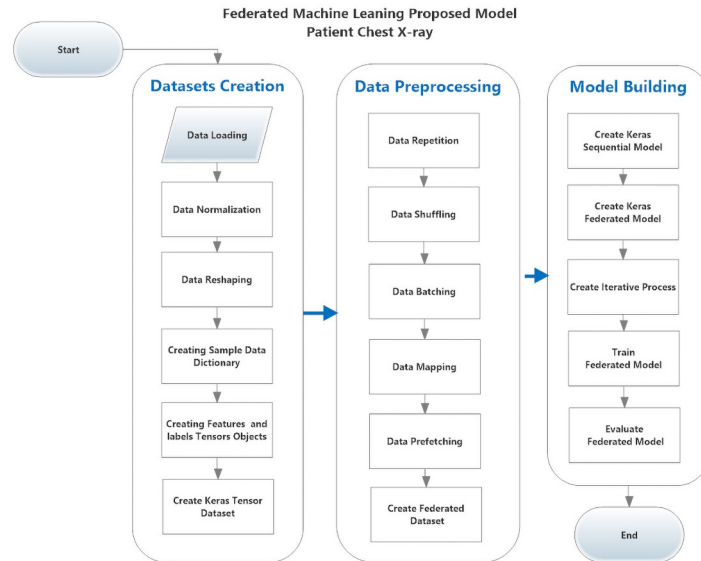 Federated Machine Leaning Proposed Model
Patient Chest X-ray
Start
Datasets Creation
Data Loading
Data Normalization
Data Reshaping
Creating Sample Data
Dictionary
Creating Features and
labels Tensors Objects
Create Keras Tensor
Dataset
Data Preprocessing
Data Repetition
Data Shuffling
Data Batching
Data Mapping
Data Prefetching
Create Federated
Dataset
Model Building
Create Keras
Sequential Model
Create Keras
Federated Model
Create Iterative Process
Train
Federated Model
Evaluate
Federated Model
End